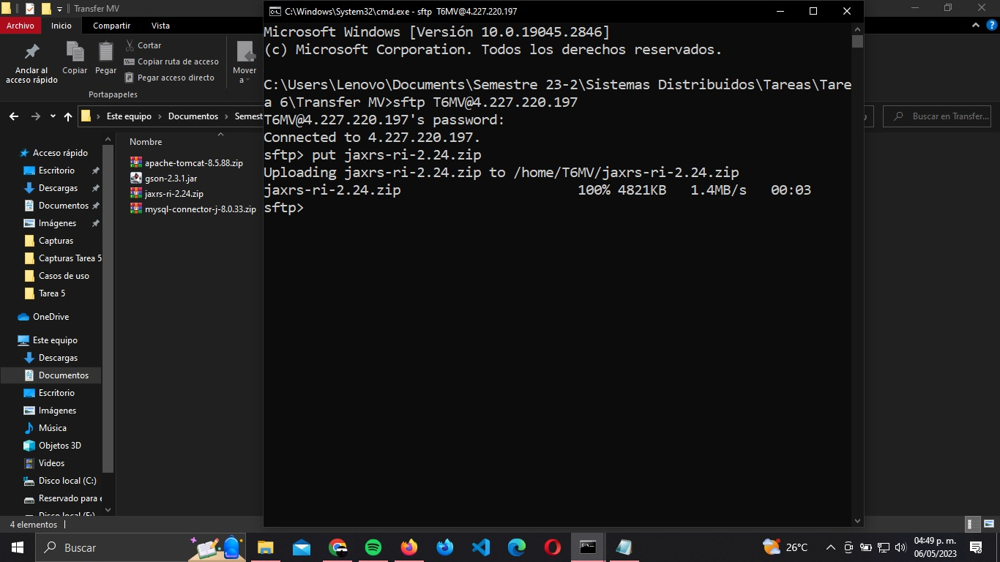 Transfer MV
C:\Windows\System32\cmd.exe - sftp T6MV@4.227.220.197
Archivo
Inicio
Compartir
Vista
Anclar al
acceso rápido
Copiar
Pegar
Cortar
Copiar ruta de acceso
Pegar acceso directo
Mover
a
Portapapeles
Este equipo
Documentos
Semest
Buscar en Transfer...
Nombre
apache-tomcat-8.5.88.zip
gson-2.3.1.jar
jaxrs-ri-2.24.zip
mysql-connector-j-8.0.33.zip
Acceso rápido
Escritorio
Descargas
Documentos
Imágenes
Capturas
Capturas Tarea 5
Casos de uso
Tarea 5
OneDrive
Este equipo
Descargas
Documentos
Escritorio
Imágenes
Música
Objetos 3D
Videos
Disco local (C:)
Reservado para e
Disco local (E:)
4 elementos
Microsoft Windows [Versión 10.0.19045.2846]
(c) Microsoft Corporation. Todos los derechos reservados.
C:\Users\Lenovo\Documents\Semestre 23-2\Sistemas Distribuidos\Tareas\Tare
a 6\Transfer MV>sftp T6MV@4.227.220.197
T6MV@4.227.220.197's password:
Connected to 4.227.220.197.
sftp> put jaxrs-ri-2.24.zip
Uploading jaxrs-ri-2.24.zip to /home/T6MV/jaxrs-ri-2.24.zip
jaxrs-ri-2.24.zip 100% 4821KB 1.4MB/s 00:03
sftp>
Buscar
26°C
04:49 p. m.
06/05/2023